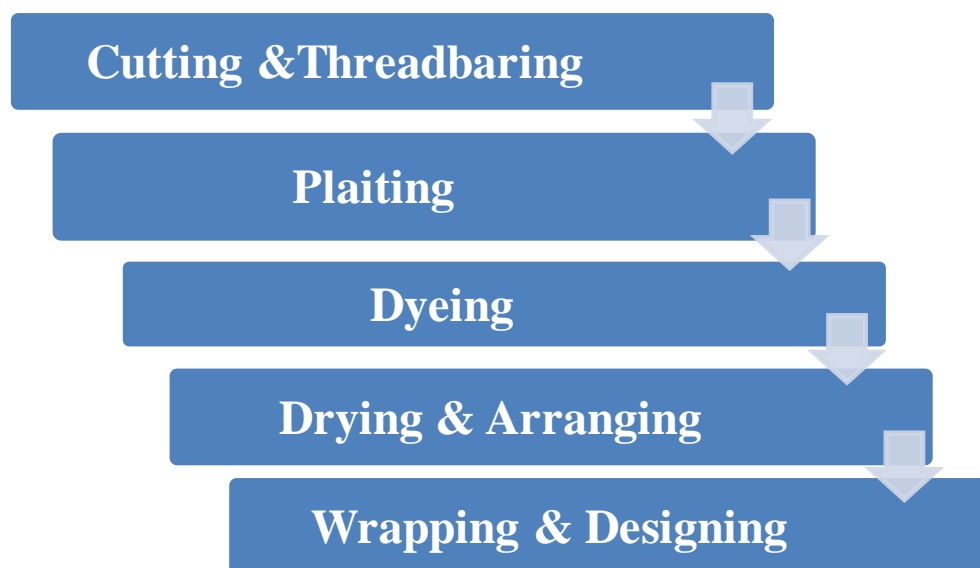 Cutting &Threadbaring
Plaiting
Dyeing
Drying & Arranging
Wrapping & Designing